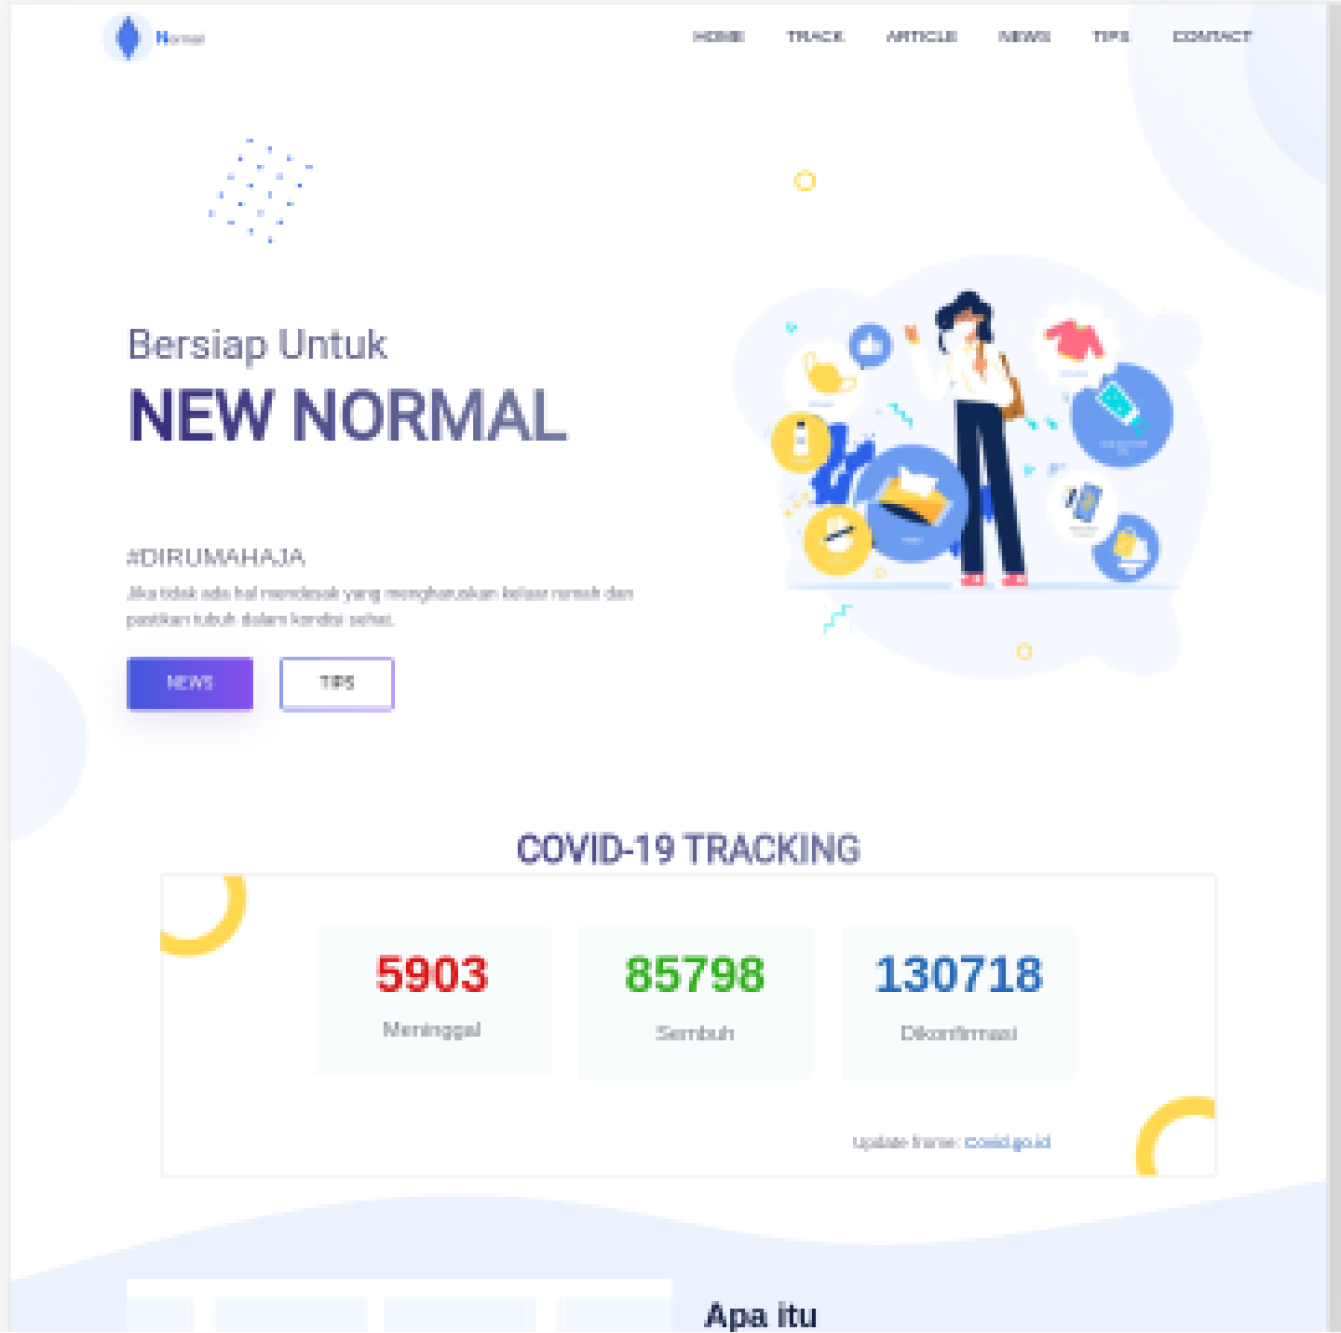 Normal
HOME TRACK ARTICLE NEWS TIPS CONTACT
Bersiap Untuk
NEW NORMAL
#DIRUMAHAJA
Jika tidak ada hal mendesak yang mengharuskan keluar rumah dan
pastikan tubuh dalam kondisi sehat.
NEWS TIPS
COVID-19 TRACKING
5903 85798 130718
Meninggal Sembuh Dikonfirmasi
Update frome: Covid.go.id
Apa itu